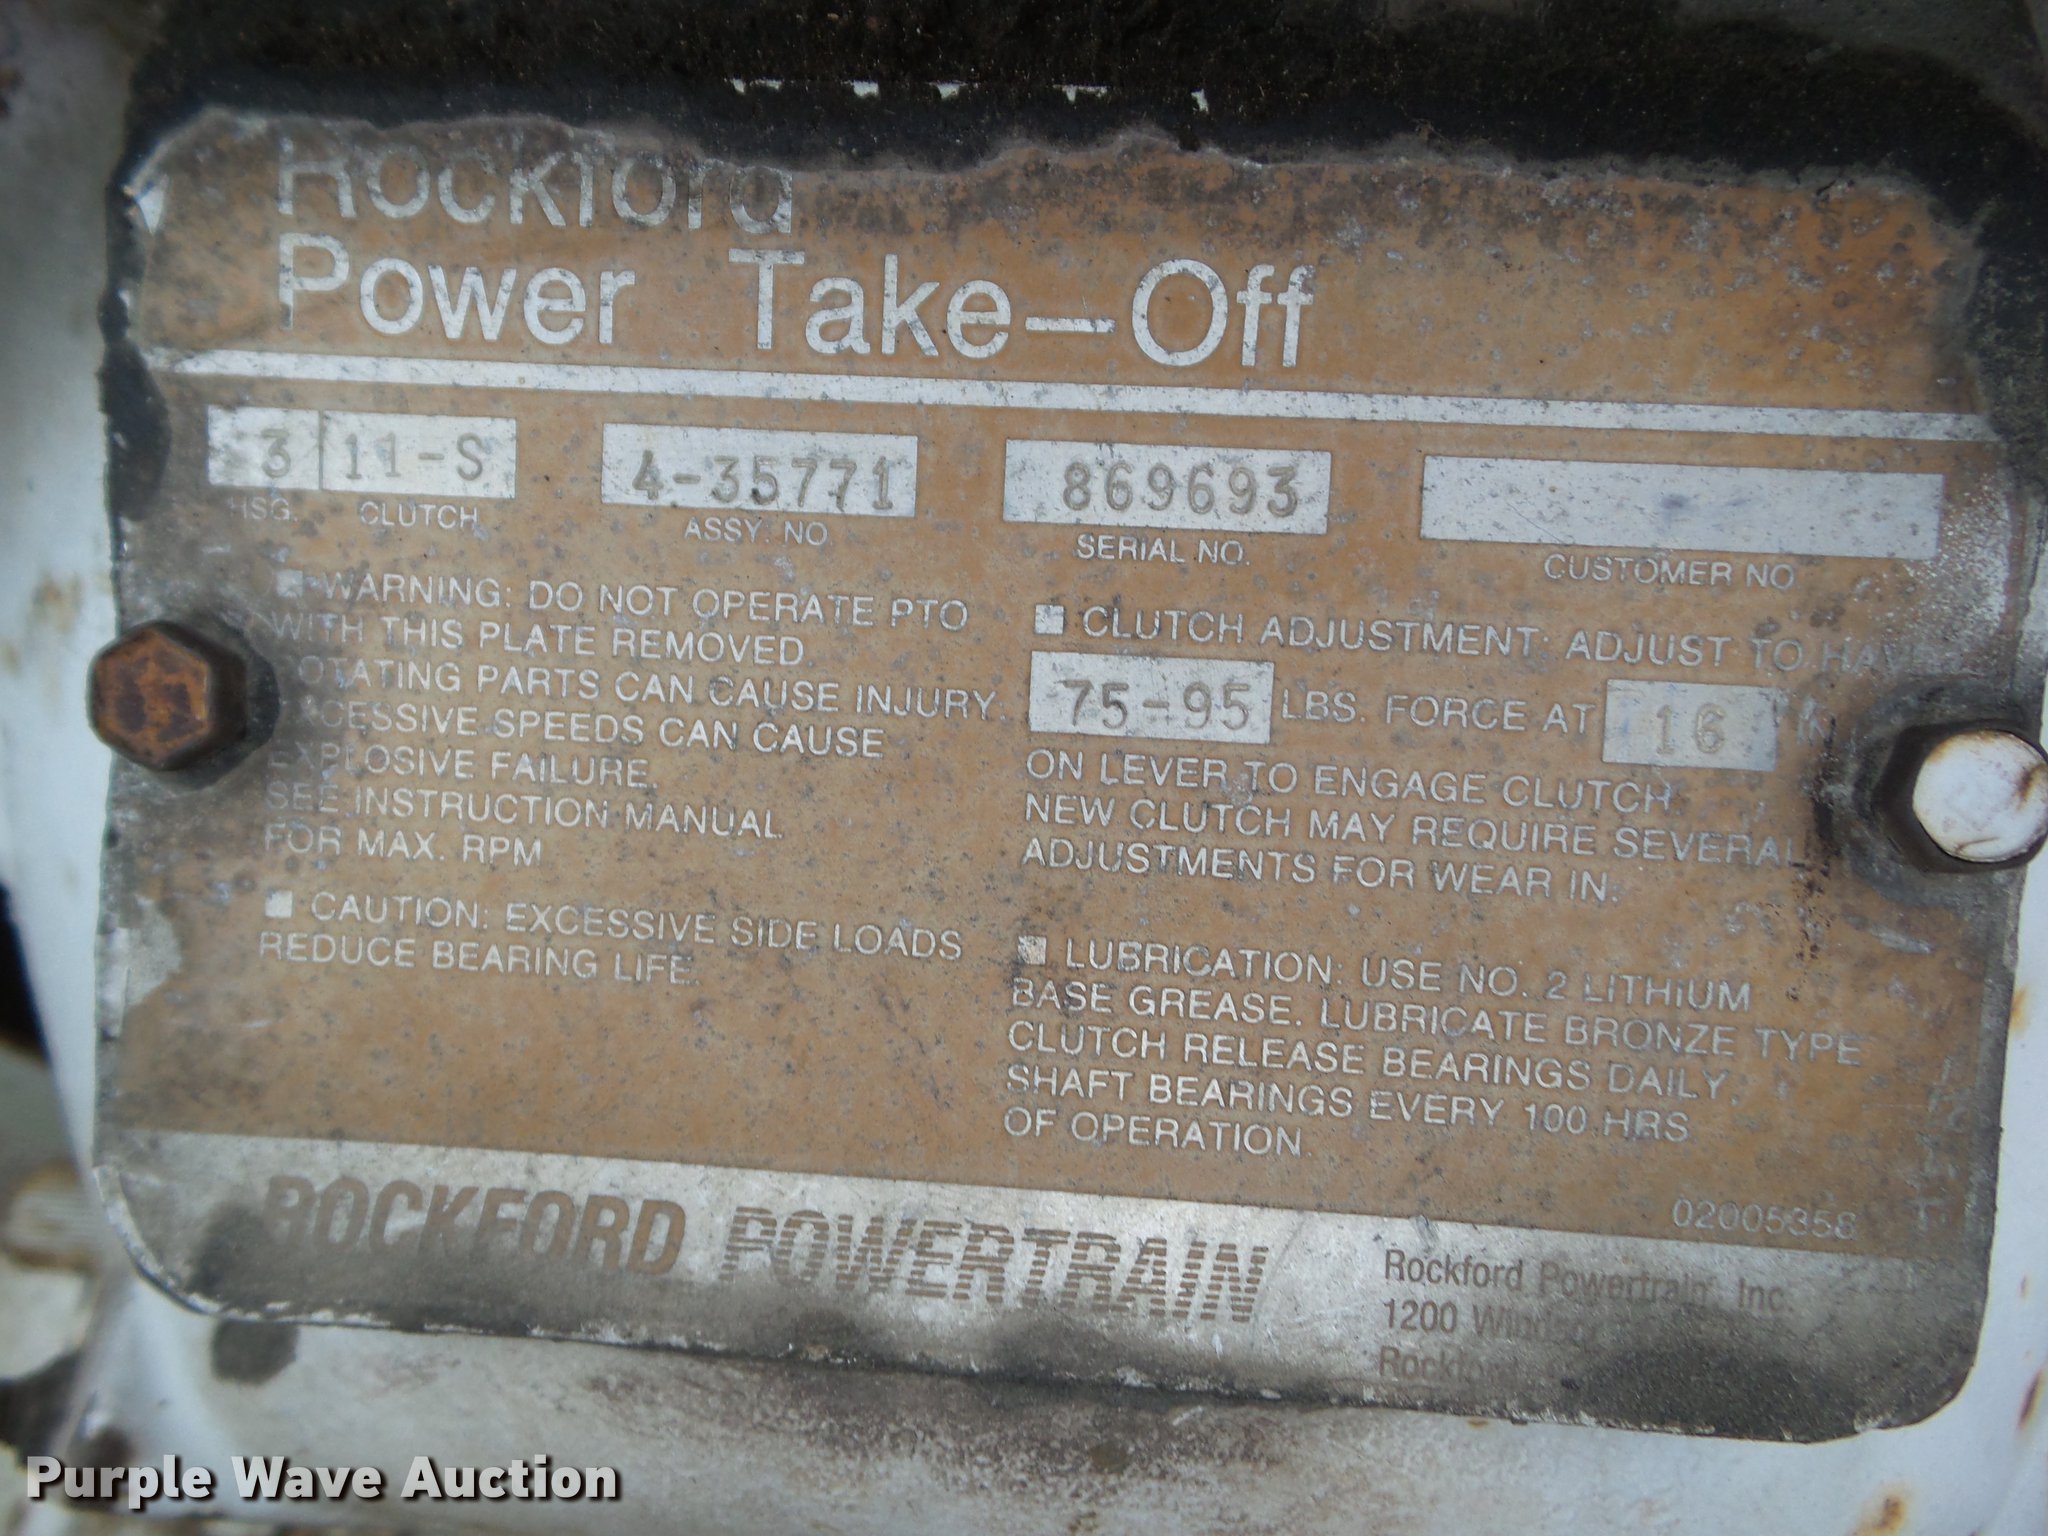 Rockford
Power Take-Off
3 11-S 4-35771 869693
HSG. CLUTCH ASSY. NO. SERIAL NO. CUSTOMER NO
WARNING: DO NOT OPERATE PTO
WITH THIS PLATE REMOVED.
ROTATING PARTS CAN CAUSE INJURY.
EXCESSIVE SPEEDS CAN CAUSE
EXPLOSIVE FAILURE.
SEE INSTRUCTION MANUAL
FOR MAX. RPM
CAUTION: EXCESSIVE SIDE LOADS
REDUCE BEARING LIFE.
CLUTCH ADJUSTMENT: ADJUST TO HAVE
75-95 LBS. FORCE AT 16 IN.
ON LEVER TO ENGAGE CLUTCH.
NEW CLUTCH MAY REQUIRE SEVERAL
ADJUSTMENTS FOR WEAR IN.
LUBRICATION: USE NO. 2 LITHIUM
BASE GREASE. LUBRICATE BRONZE TYPE
CLUTCH RELEASE BEARINGS DAILY,
SHAFT BEARINGS EVERY 100 HRS
OF OPERATION.
02005358
ROCKFORD POWERTRAIN
Rockford Powertrain, Inc.
1200 Windsor
Rockford
Purple Wave Auction